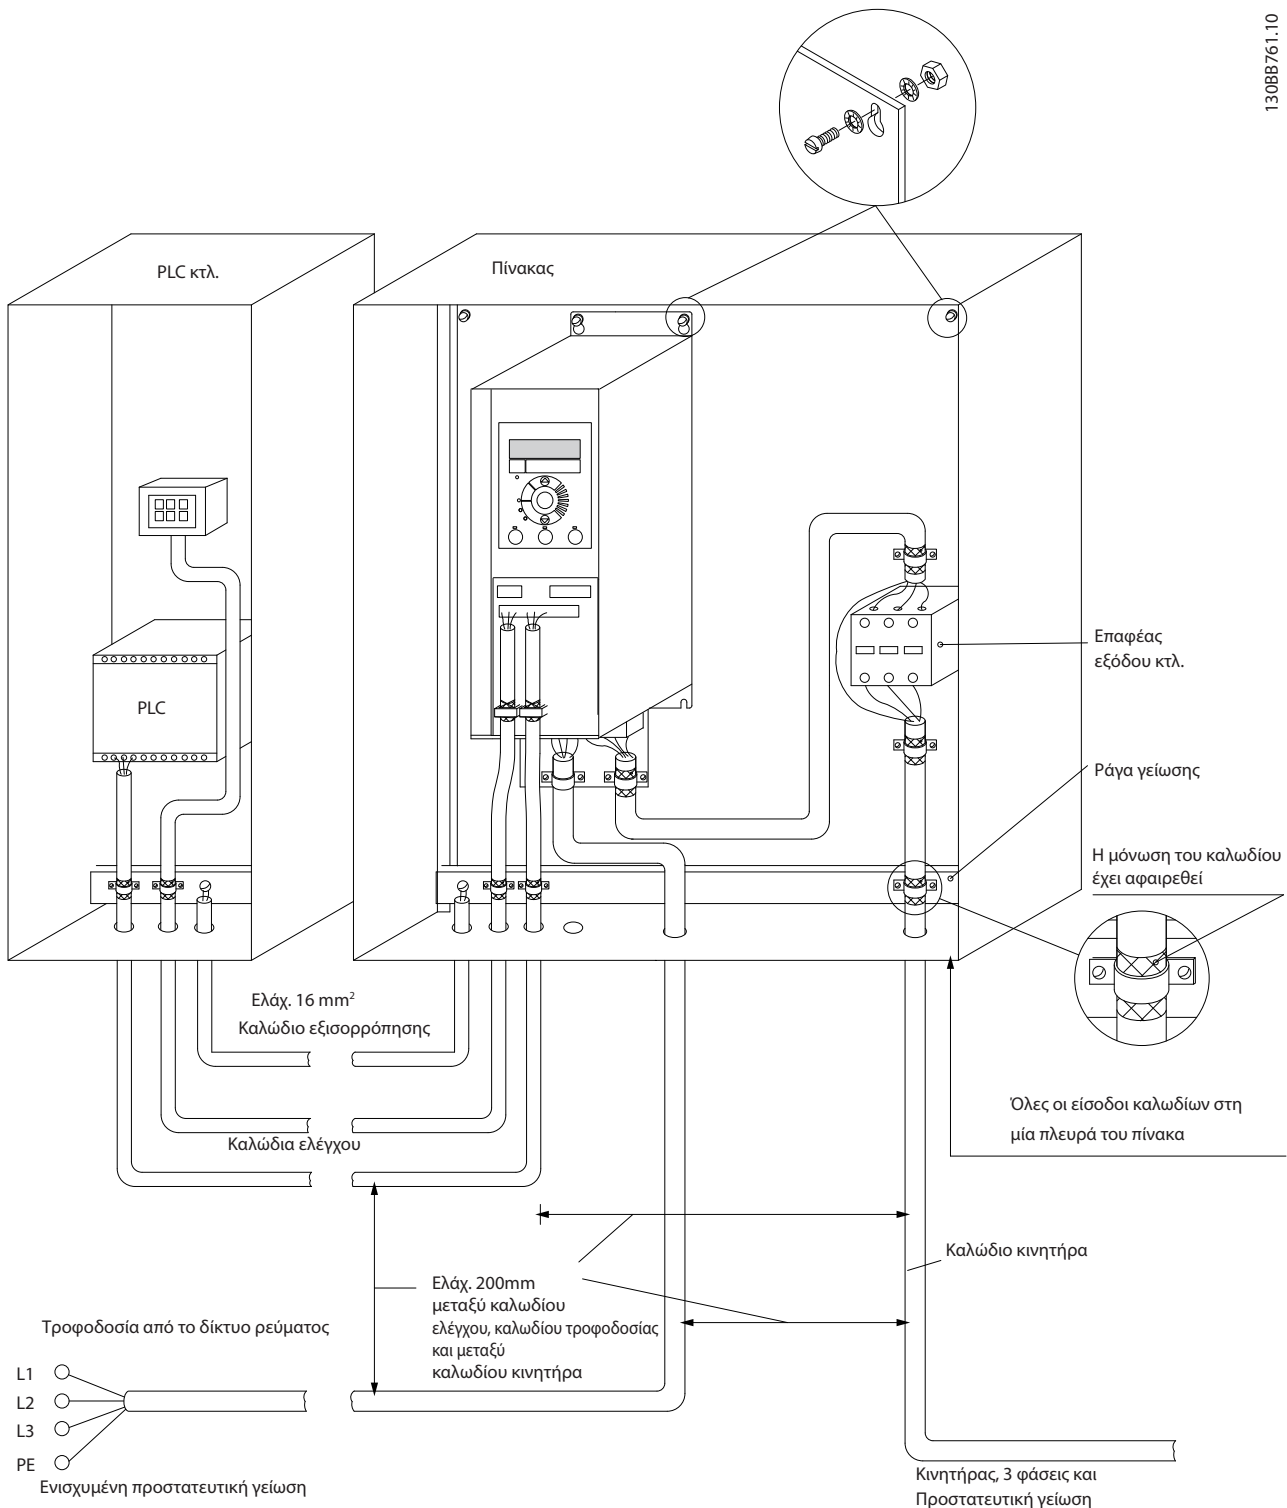 130BB761.10
PLC κτλ.
Πίνακας
PLC
Επαφέας
εξόδου κτλ.
Ράγα γείωσης
Η μόνωση του καλωδίου
έχει αφαιρεθεί
Ελάχ. 16 mm²
Καλώδιο εξισορρόπησης
Όλες οι είσοδοι καλωδίων στη
μία πλευρά του πίνακα
Καλώδια ελέγχου
Καλώδιο κινητήρα
Ελάχ. 200mm
μεταξύ καλωδίου
ελέγχου, καλωδίου τροφοδοσίας
και μεταξύ
καλωδίου κινητήρα
Τροφοδοσία από το δίκτυο ρεύματος
L1
L2
L3
PE
Ενισχυμένη προστατευτική γείωση
Κινητήρας, 3 φάσεις και
Προστατευτική γείωση